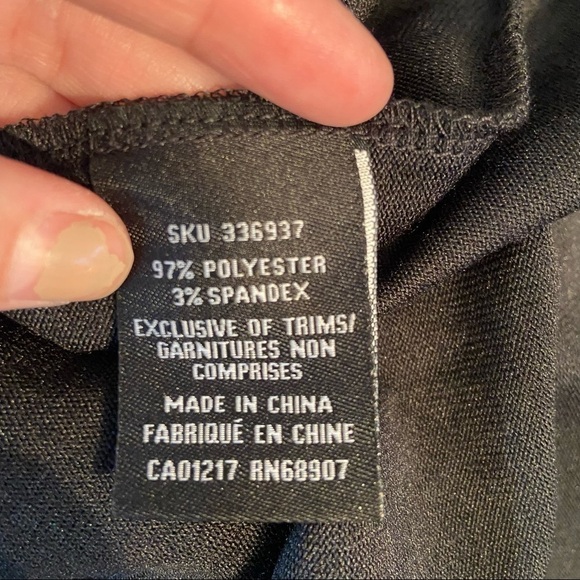 SKU 336937
97% POLYESTER
3% SPANDEX
EXCLUSIVE OF TRIMS/
GARNITURES NON
COMPRISES
MADE IN CHINA
FABRIQUÉ EN CHINE
CA01217 RN68907